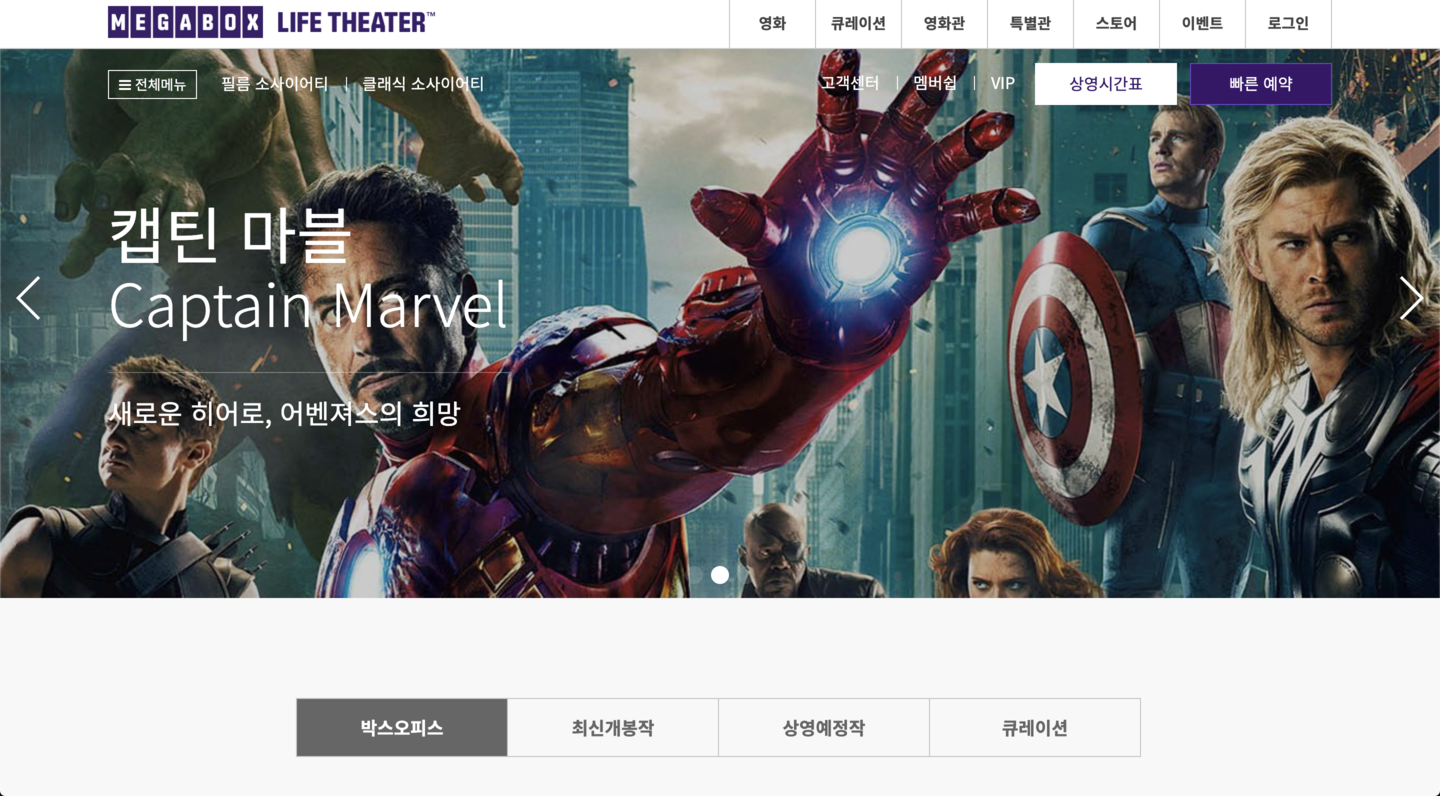 MEGABOX LIFE THEATER™
영화
큐레이션
영화관
특별관
스토어
이벤트
로그인
전체메뉴
필름 소사이어티
클래식 소사이어티
고객센터
멤버쉽
VIP
상영시간표
빠른 예약
캡틴 마블
Captain Marvel
새로운 히어로, 어벤져스의 희망
박스오피스
최신개봉작
상영예정작
큐레이션